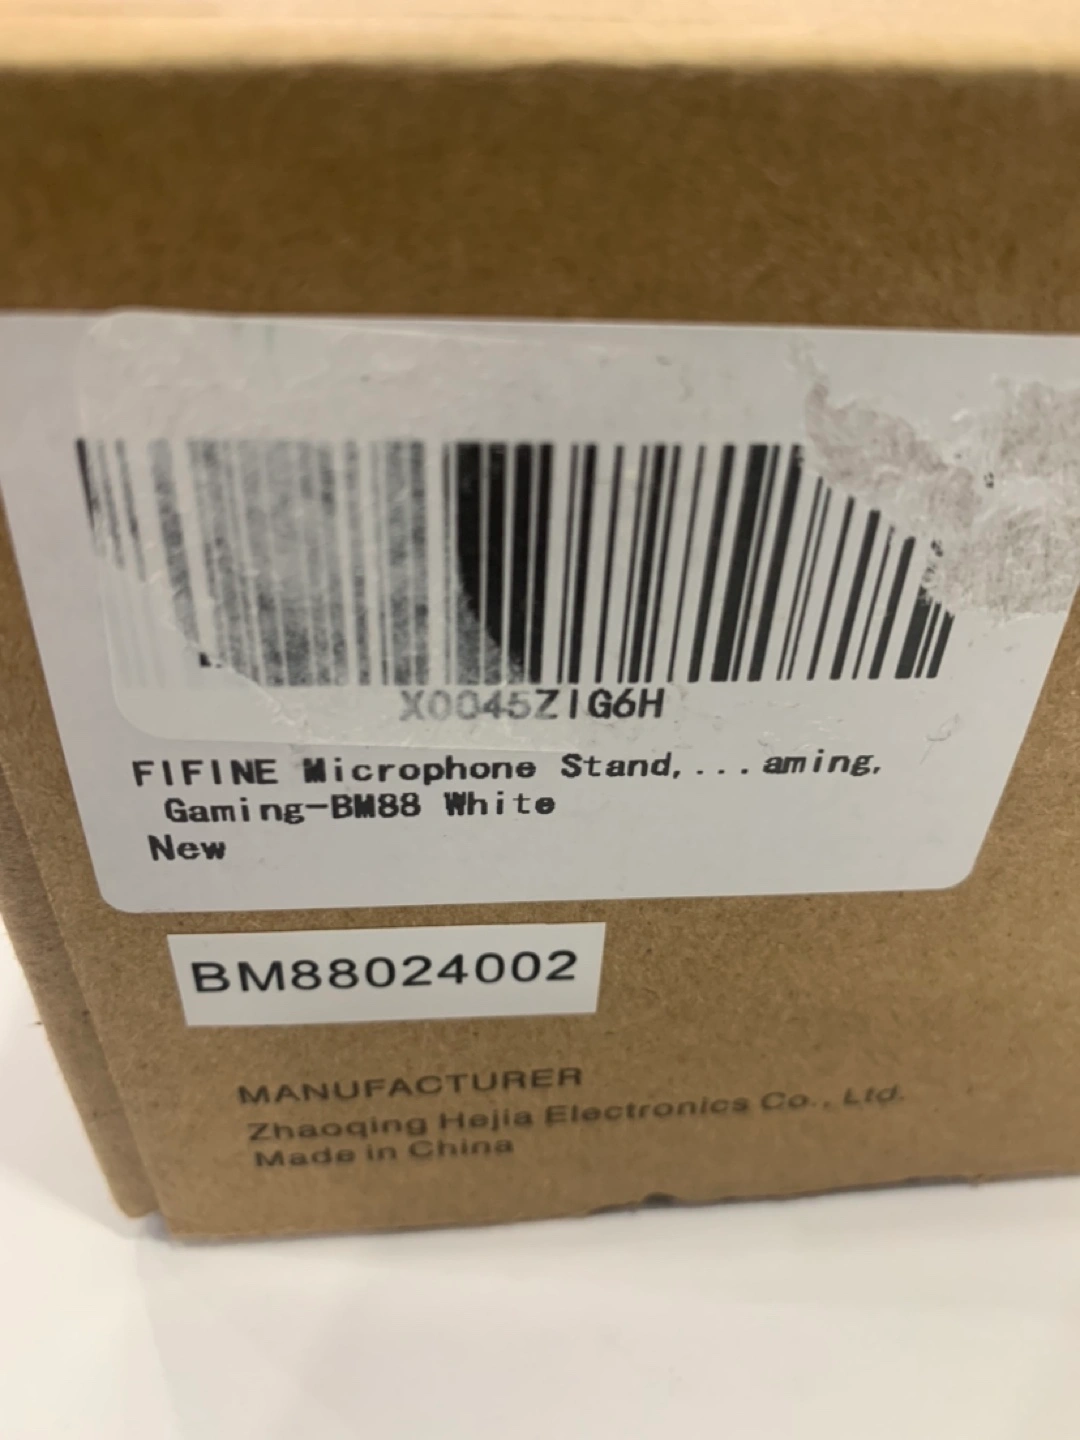 X0045ZIG6H
FIFINE Microphone Stand,...aming,
Gaming-BM88 White
New
BM88024002
MANUFACTURER
Zhaoqing Hejia Electronics Co., Ltd.
Made in China